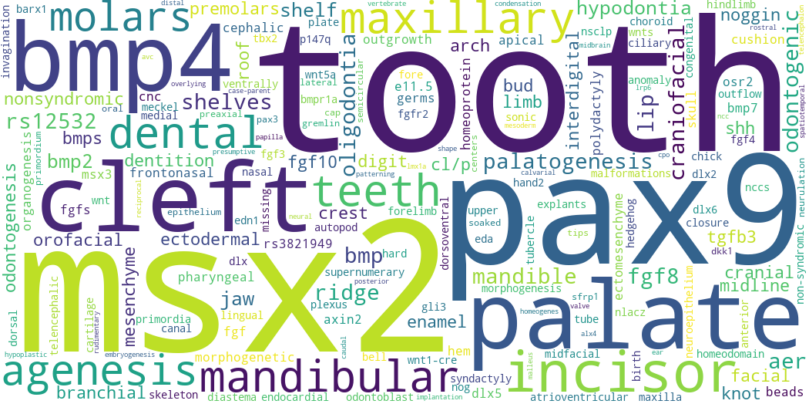 barx1
distal
vertebrate
condensation
hindlimb
molars
premolars
shelf
maxillary
hypodontia
plate
choroid
rostral
noggin
cephalic
tbx2
p147q
wnts
ciliary
midbrain
invagination
bmp4
tooth
roof
outgrowth
arch
apical
nsclp
congenital
cushion
avc
overlying
wnt5a
lateral
fore
e11.5
germs
fgfr2
bud
limb
homeoprotein
interdigital
polydactyly
lip
craniofacial
anomaly
skull
lrp6
osr2
outflow
bmp7
odontogenic
nonsyndromic
cnc
ventrally
case-parent
shelves
bmpr1a
cap
gremlin
oligodontia
sonic
mesoderm
ncc
shh
fgf4
spatiotemporal
oral
meckel
medial
preaxial
rs12532
bmps
dental
pax3
papilla
shape
centers
malformations
cpo
chick
dlx2
primordium
organogenesis
bmp2
dentition
presumptive
fgf3
fgf10
digit
cl/p
palatogenesis
msx3
frontonasal
nasal
patterning
calvarial
hand2
nccs
pax9
odontogenesis
fgfs
wnt
cleft
reciprocal
epithelium
edn1
missing
teeth
neural
crest
autopod
forelimb
dorsoventral
upper
soaked
eda
explants
tubercle
tips
hedgehog
dlx6
closure
tgfb3
dkk1
non-syndromic
neurulation
orofacial
ectodermal
rs3821949
mesenchyme
dlx
bmp
hard
mandible
ectomesenchyme
fgf8
cranial
midline
msx2
pharyngeal
supernumerary
posterior
ridge
jaw
plexus
gli3
morphogenesis
sfrp1
valve
tube
nlacz
palate
dorsal
telencephalic
cartilage
rudimentary
primordia
canal
lingual
axin2
fgf
enamel
homeogenes
alx4
neuroepithelium
anterior
hypoplastic
embryogenesis
morphogenetic
bell
caudal
wnt1-cre
hem
midfacial
ear
birth
homeodomain
aer
agenesis
mandibular
incisor
facial
syndactyly
nog
dlx5
branchial
skeleton
diastema
endocardial
odontoblast
implantation
atrioventricular
maxilla
knot
beads